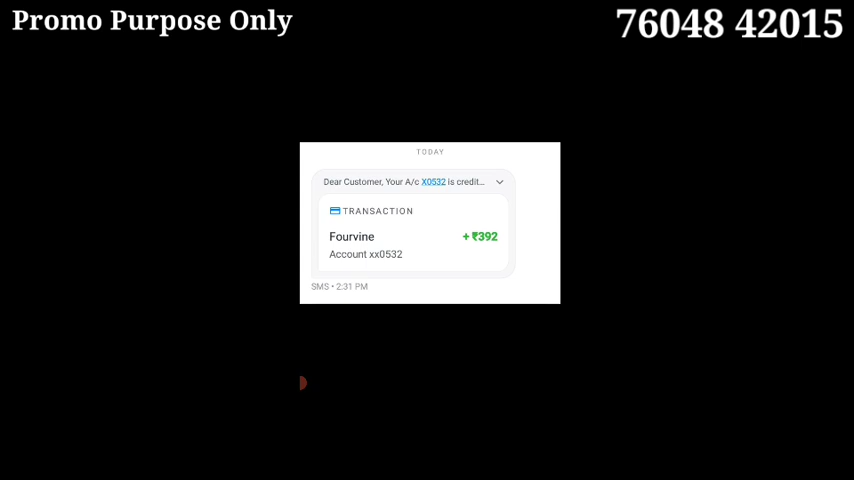 Promo Purpose Only
76048 42015
TODAY
Dear Customer, Your A/c X0532 is credit...
TRANSACTION
Fourvine +₹392
Account xx0532
SMS • 2:31 PM